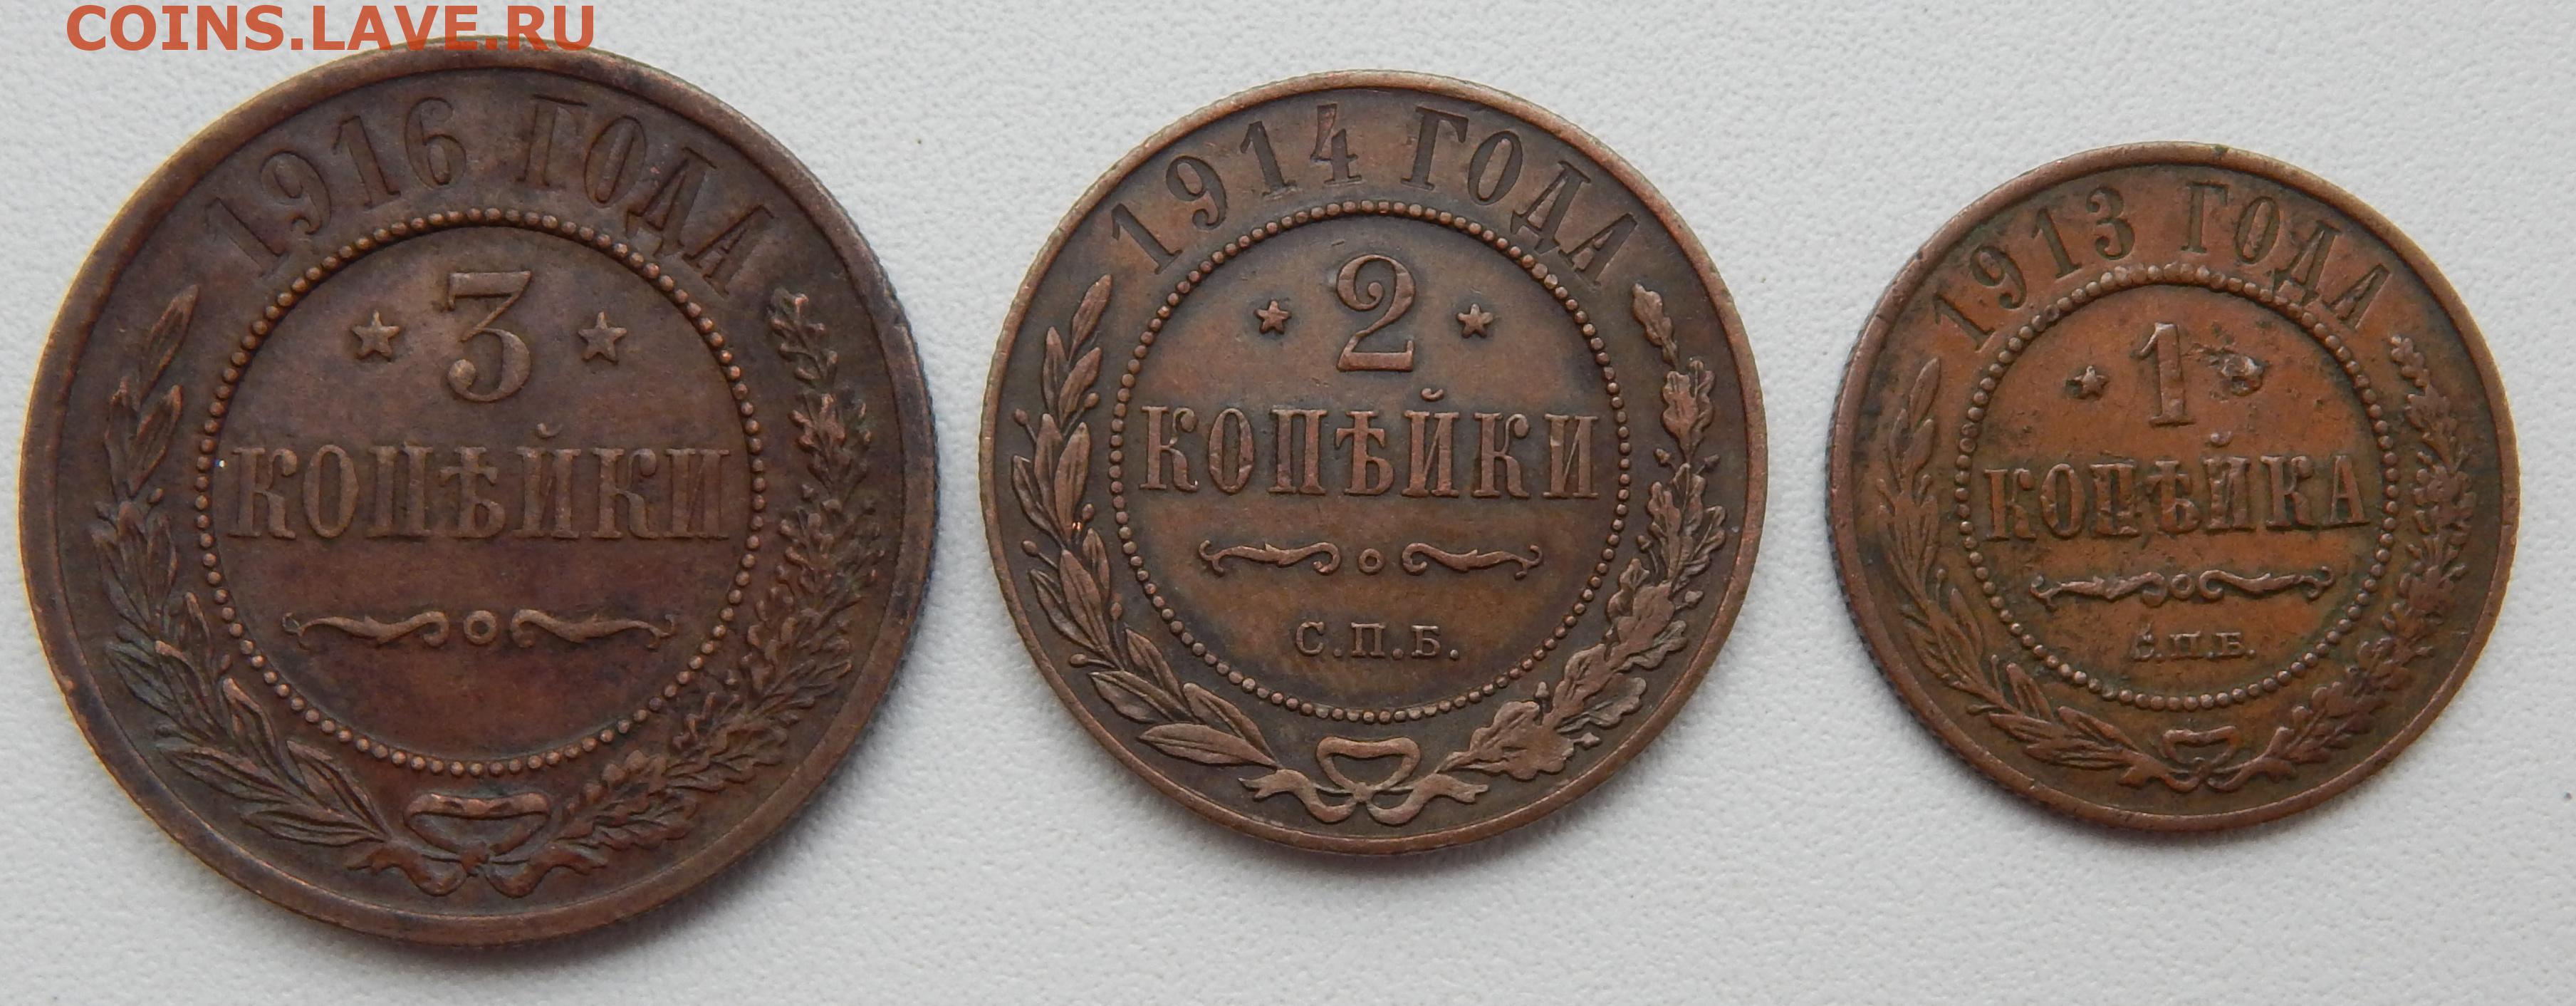 COINS.LAVE.RU
1916 ГОДА
3
КОПѢЙКИ
1914 ГОДА
2
КОПѢЙКИ
С.П.Б.
1913 ГОДА
1
КОПѢЙКА
С.П.Б.